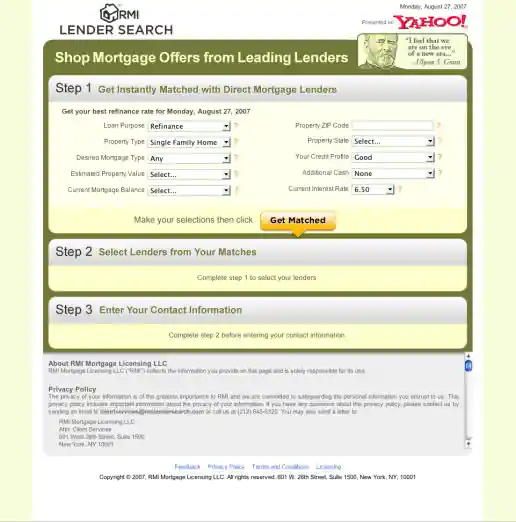 Monday, August 27, 2007
RMI
LENDER SEARCH
Presented on YAHOO!
Shop Mortgage Offers from Leading Lenders
"I feel that we
are on the eve
of a new era..."
-Ulysses S. Grant
Step 1 Get Instantly Matched with Direct Mortgage Lenders
Get your best refinance rate for Monday, August 27, 2007
Loan Purpose Refinance ? Property ZIP Code ?
Property Type Single Family Home ? Property State Select... ?
Desired Mortgage Type Any ? Your Credit Profile Good ?
Estimated Property Value Select... ? Additional Cash None ?
Current Mortgage Balance Select... ? Current Interest Rate 6.50 ?
Make your selections then click Get Matched
Step 2 Select Lenders from Your Matches
Complete step 1 to select your lenders
Step 3 Enter Your Contact Information
Complete step 2 before entering your contact information
About RMI Mortgage Licensing LLC
RMI Mortgage Licensing LLC ("RMI") collects the information you provide on this page and is solely responsible for its use.
Privacy Policy
The privacy of your information is of the greatest importance to RMI and we are committed to safeguarding the personal information you entrust to us. This
privacy policy includes important information about the privacy of your information. If you have any questions about the privacy policy, please contact us by
sending an email to or call us at (212) 645-6320. You may also send a letter to:
RMI Mortgage Licensing LLC
Attn: Client Services
601 West 26th Street, Suite 1500
New York, NY 10001
Feedback Privacy Policy Terms and Conditions Licensing
Copyright © 2007, RMI Mortgage Licensing LLC. All rights reserved. 601 W. 26th Street, Suite 1500, New York, NY, 10001